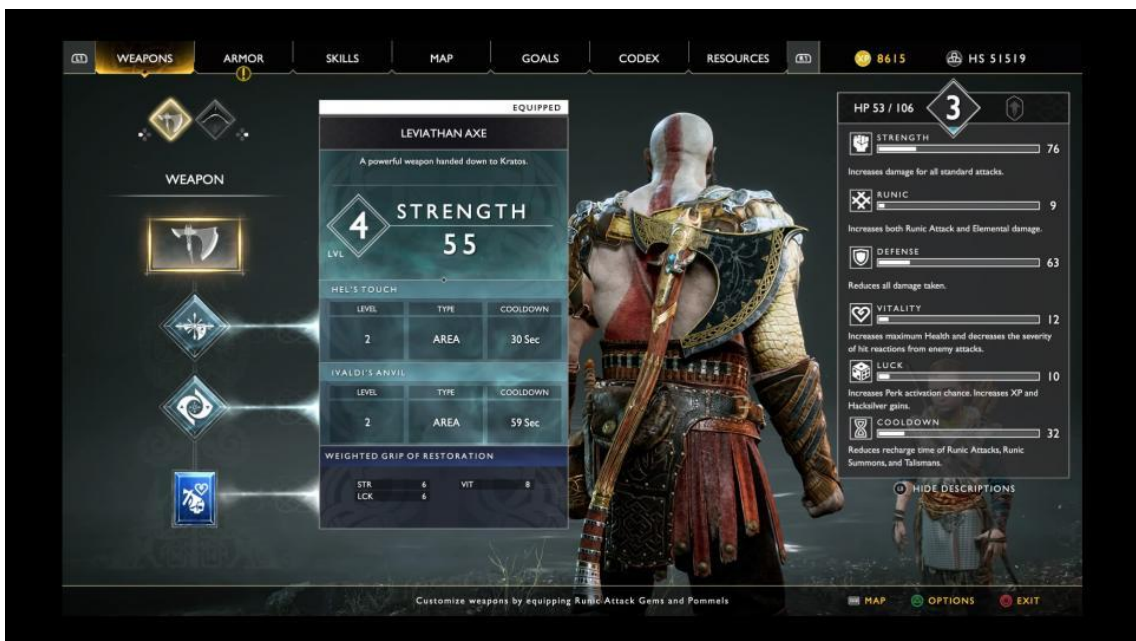 L1 WEAPONS ARMOR SKILLS MAP GOALS CODEX RESOURCES R1 XP 8615 HS 51519
WEAPON
EQUIPPED
LEVIATHAN AXE
A powerful weapon handed down to Kratos.
4
LVL
STRENGTH
55
HEL'S TOUCH
LEVEL TYPE COOLDOWN
2 AREA 30 Sec
IVALDI'S ANVIL
LEVEL TYPE COOLDOWN
2 AREA 59 Sec
WEIGHTED GRIP OF RESTORATION
STR 6 VIT 8
LCK 6
HP 53 / 106 3
STRENGTH
76
Increases damage for all standard attacks.
RUNIC
9
Increases both Runic Attack and Elemental damage.
DEFENSE
63
Reduces all damage taken.
VITALITY
12
Increases maximum Health and decreases the severity
of hit reactions from enemy attacks.
LUCK
10
Increases Perk activation chance. Increases XP and
Hacksilver gains.
COOLDOWN
32
Reduces recharge time of Runic Attacks, Runic
Summons, and Talismans.
HIDE DESCRIPTIONS
Customize weapons by equipping Runic Attack Gems and Pommels
MAP OPTIONS EXIT